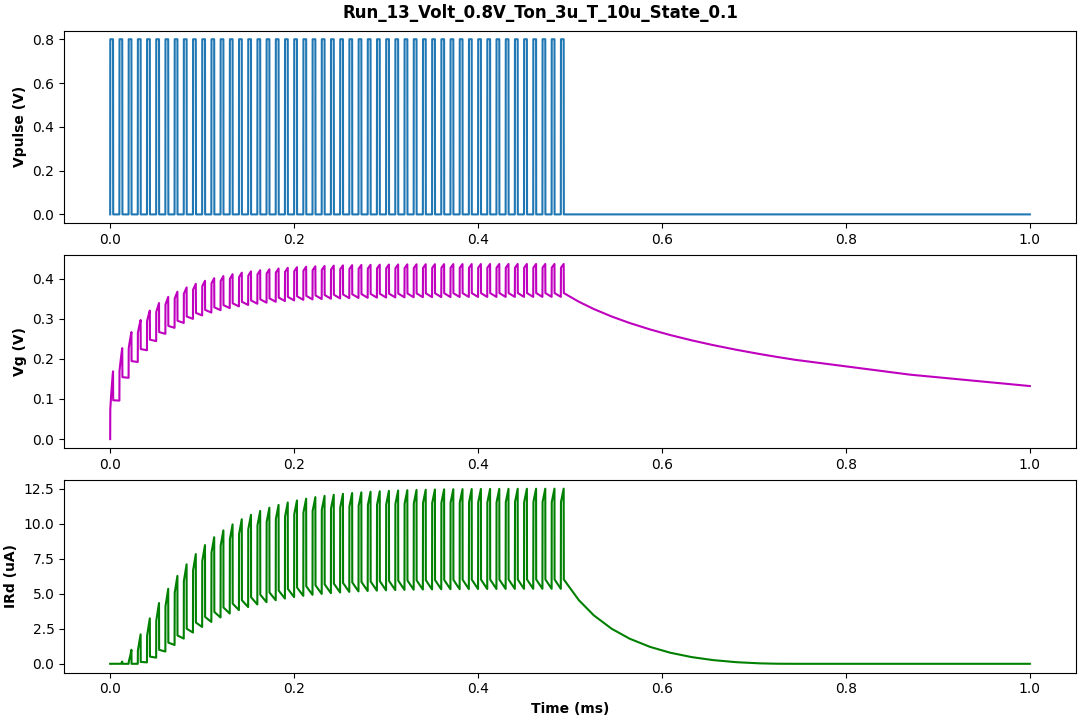 Run_13_Volt_0.8V_Ton_3u_T_10u_State_0.1
Vpulse (V)
0.8
0.6
0.4
0.2
0.0
0.0 0.2 0.4 0.6 0.8 1.0
Vg (V)
0.4
0.3
0.2
0.1
0.0
0.0 0.2 0.4 0.6 0.8 1.0
IRd (uA)
12.5
10.0
7.5
5.0
2.5
0.0
0.0 0.2 0.4 0.6 0.8 1.0
Time (ms)